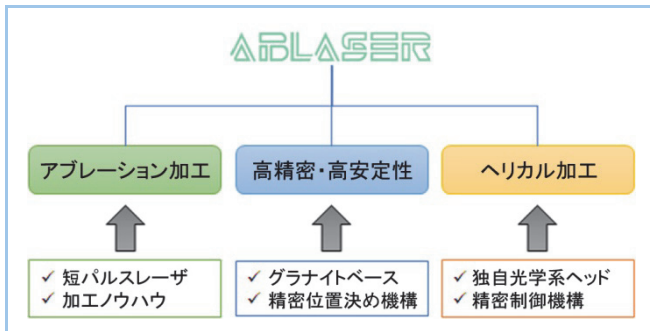 ABLASER
アブレーション加工
高精密・高安定性
ヘリカル加工
✓ 短パルスレーザ
✓ 加工ノウハウ
✓ グラナイトベース
✓ 精密位置決め機構
✓ 独自光学系ヘッド
✓ 精密制御機構